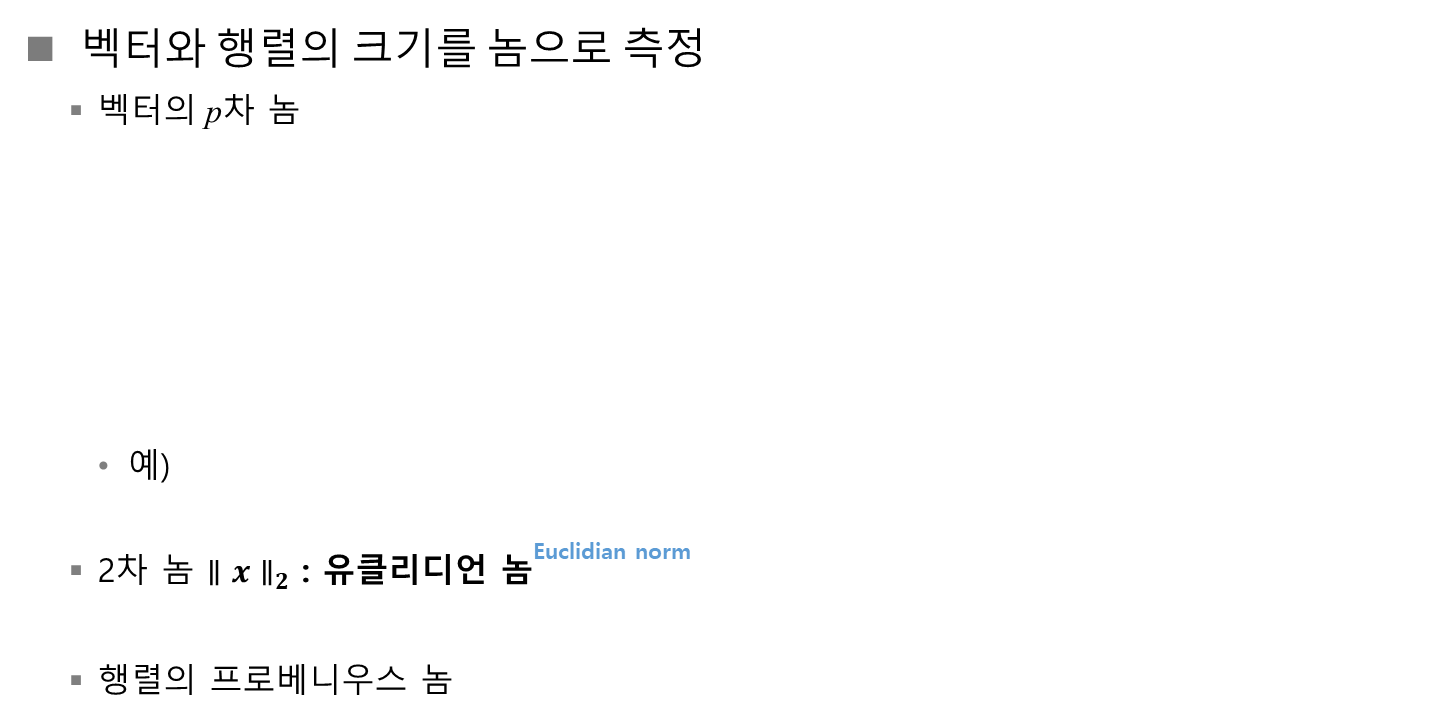 ■ 벡터와 행렬의 크기를 놈으로 측정
▪ 벡터의 p차 놈
• 예)
▪ 2차 놈 ‖ x ‖₂ : 유클리디언 놈 Euclidian norm
▪ 행렬의 프로베니우스 놈